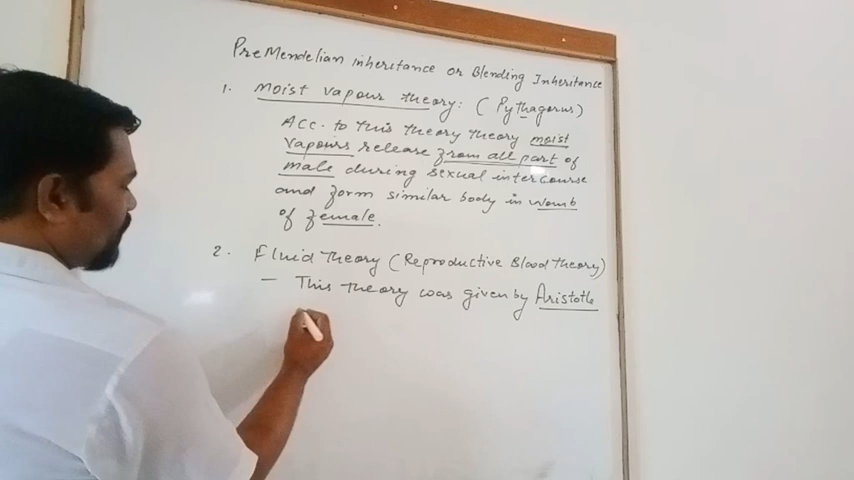 PreMendelian inheritance or Blending Inheritance
1. Moist vapour theory: (Pythagorus)
Acc. to this theory theory moist
vapours release from all part of
male during sexual intercourse
and form similar body in womb
of female.
2. Fluid Theory (Reproductive Blood Theory)
- This theory was given by Aristotle